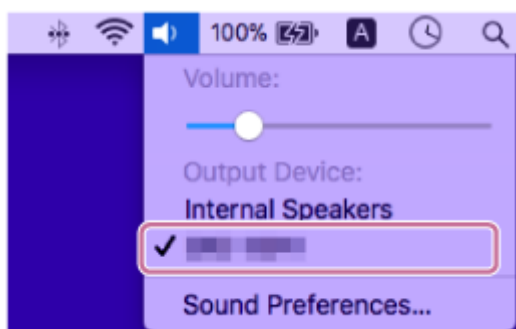 100% A
Volume:
Output Device:
Internal Speakers
Sound Preferences...